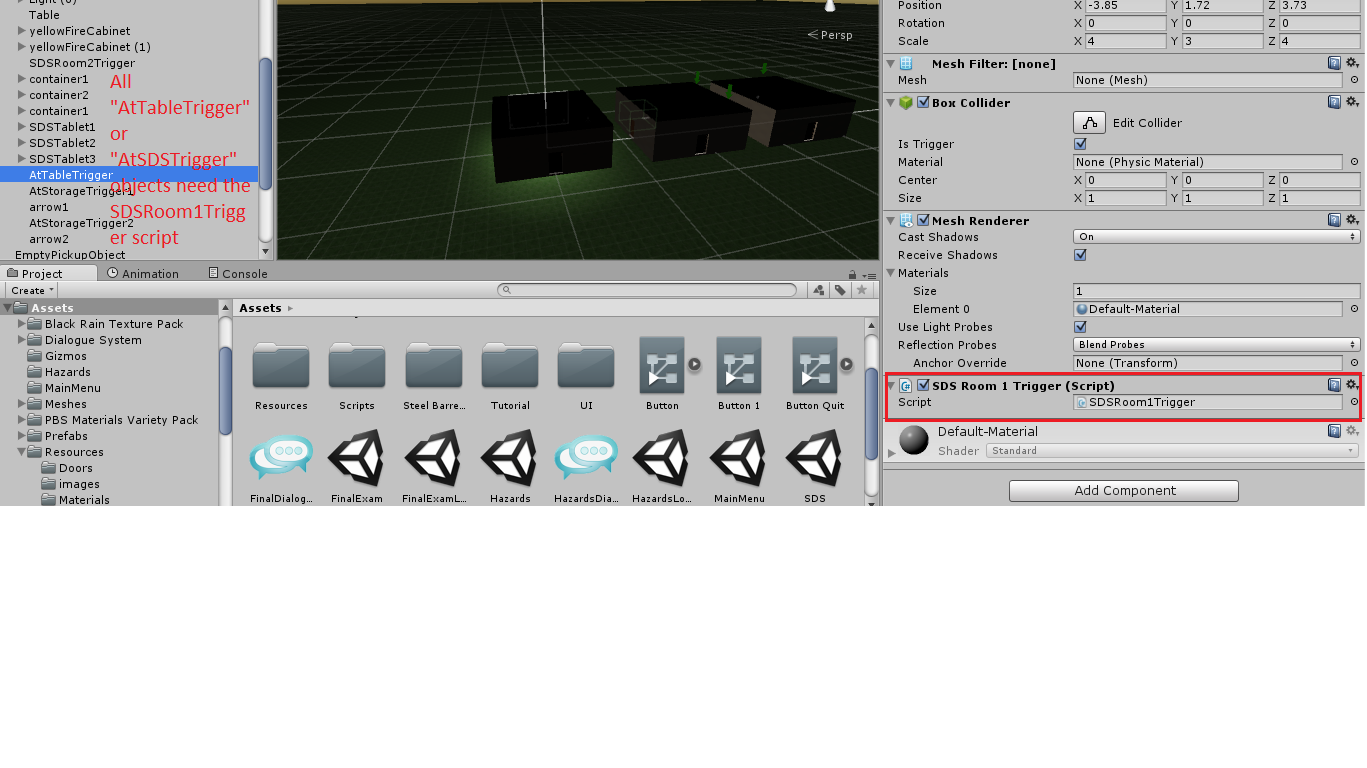 Light (6)
Table
yellowFireCabinet
yellowFireCabinet (1)
SDSRoom2Trigger
container1
container2
container1
SDSTablet1
SDSTablet2
SDSTablet3
AtTableTrigger
AtStorageTrigger1
arrow1
AtStorageTrigger2
arrow2
EmptyPickupObject
All
"AtTableTrigger"
or
"AtSDSTrigger"
objects need the
SDSRoom1Trigg
er script
Persp
Position X -3.85 Y 1.72 Z 3.73
Rotation X 0 Y 0 Z 0
Scale X 4 Y 3 Z 4
Mesh Filter: [none]
Mesh None (Mesh)
Box Collider
Edit Collider
Is Trigger
Material None (Physic Material)
Center X 0 Y 0 Z 0
Size X 1 Y 1 Z 1
Mesh Renderer
Cast Shadows On
Receive Shadows
Materials
Size 1
Element 0 Default-Material
Use Light Probes
Reflection Probes Blend Probes
Anchor Override None (Transform)
SDS Room 1 Trigger (Script)
Script SDSRoom1Trigger
Default-Material
Shader Standard
Add Component
Project Animation Console
Create
Assets
Black Rain Texture Pack
Dialogue System
Gizmos
Hazards
MainMenu
Meshes
PBS Materials Variety Pack
Prefabs
Resources
Doors
images
Materials
Assets
Resources Scripts Steel Barre... Tutorial UI Button Button 1 Button Quit
FinalDialog... FinalExam FinalExamL... Hazards HazardsDia... HazardsLo... MainMenu SDS